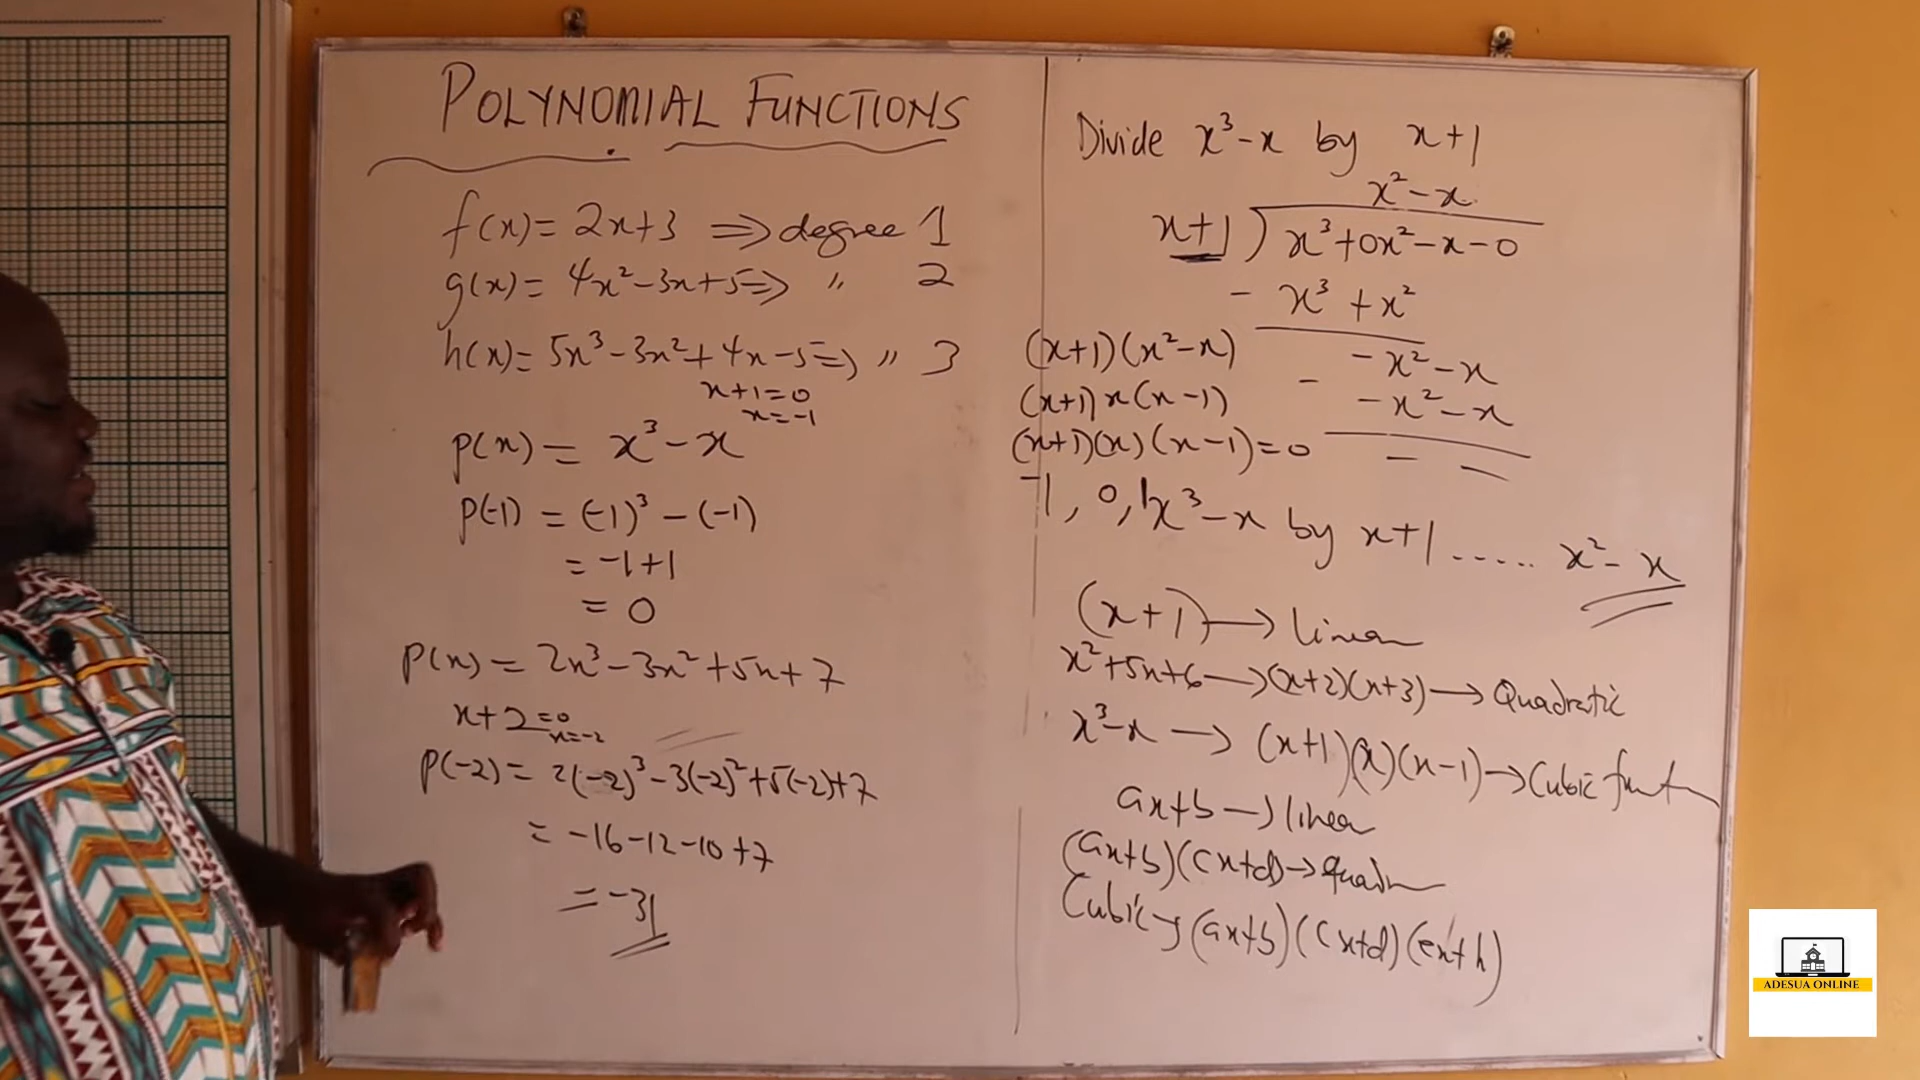 POLYNOMIAL FUNCTIONS
f(x) = 2x+3 ⇒ degree 1
g(x) = 4x²-3x+5 ⇒ " 2
h(x) = 5x³-3x²+4x-5 ⇒ " 3
x+1=0
x=-1
p(x) = x³-x
p(-1) = (-1)³-(-1)
= -1+1
= 0
p(x) = 2x³-3x²+5x+7
x+2=0
x=-2
p(-2) = 2(-2)³-3(-2)²+5(-2)+7
= -16-12-10+7
= -31
Divide x³-x by x+1
x²-x
x+1) x³+0x²-x-0
- x³+x²
-x²-x
- -x²-x
- -
(x+1)(x²-x)
(x+1)x(x-1)
(x+1)(x)(x-1)=0
-1, 0, 1
x³-x by x+1 ..... x²-x
(x+1) → linear
x²+5x+6 → (x+2)(x+3) → Quadratic
x³-x → (x+1)(x)(x-1) → Cubic
ax+b → linear
(ax+b)(cx+d) → Quad
Cubic → (ax+b)(cx+d)(ex+h)
ADESUA ONLINE